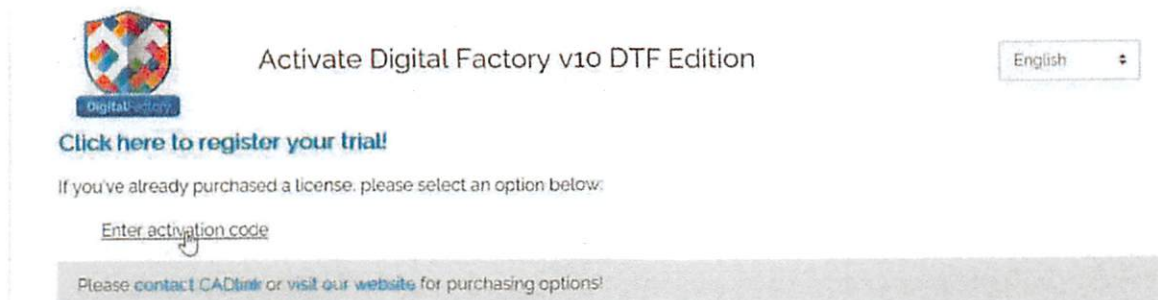 Activate Digital Factory v10 DTF Edition
English
DigitalFactory
Click here to register your trial!
If you've already purchased a license, please select an option below:
Enter activation code
Please contact CADlink or visit our website for purchasing options!